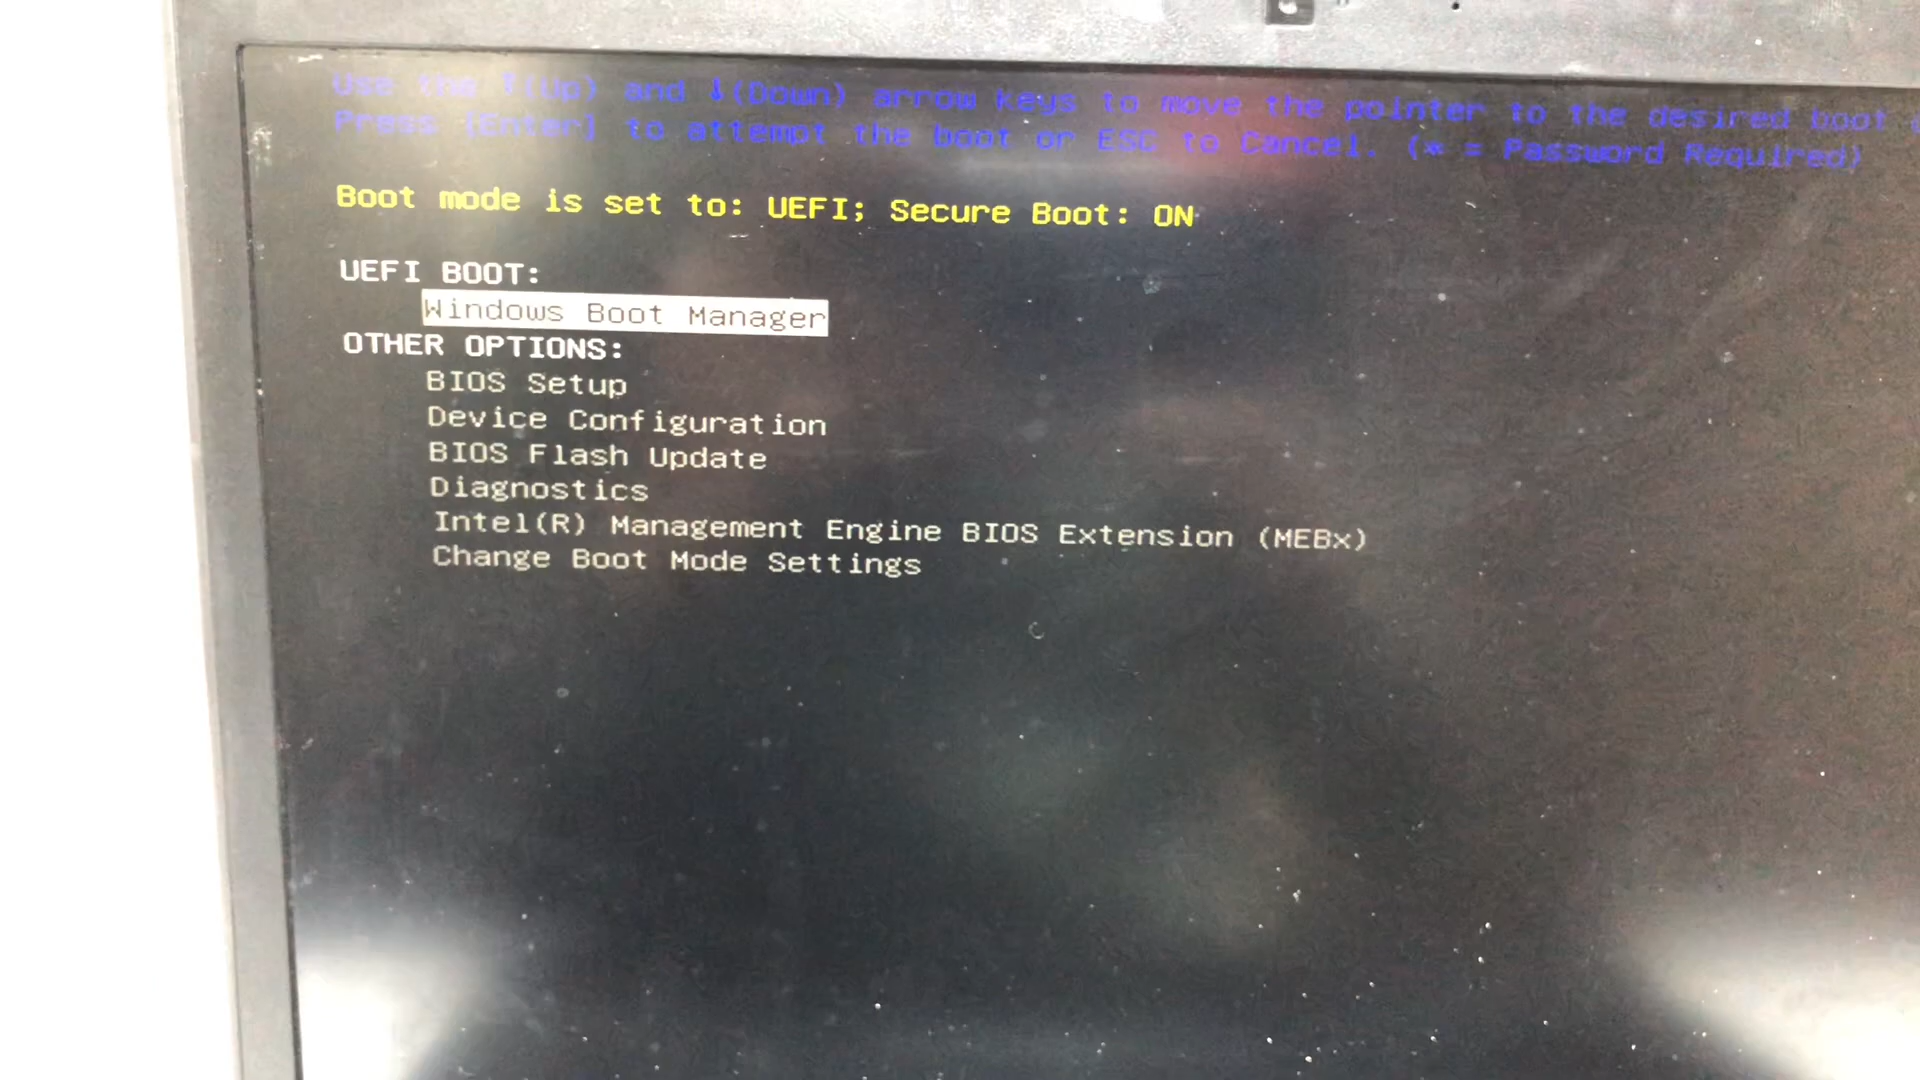 Use the ↑(Up) and ↓(Down) arrow keys to move the pointer to the desired boot
Press [Enter] to attempt the boot or ESC to Cancel. (* = Password Required)
Boot mode is set to: UEFI; Secure Boot: ON
UEFI BOOT:
Windows Boot Manager
OTHER OPTIONS:
BIOS Setup
Device Configuration
BIOS Flash Update
Diagnostics
Intel(R) Management Engine BIOS Extension (MEBx)
Change Boot Mode Settings